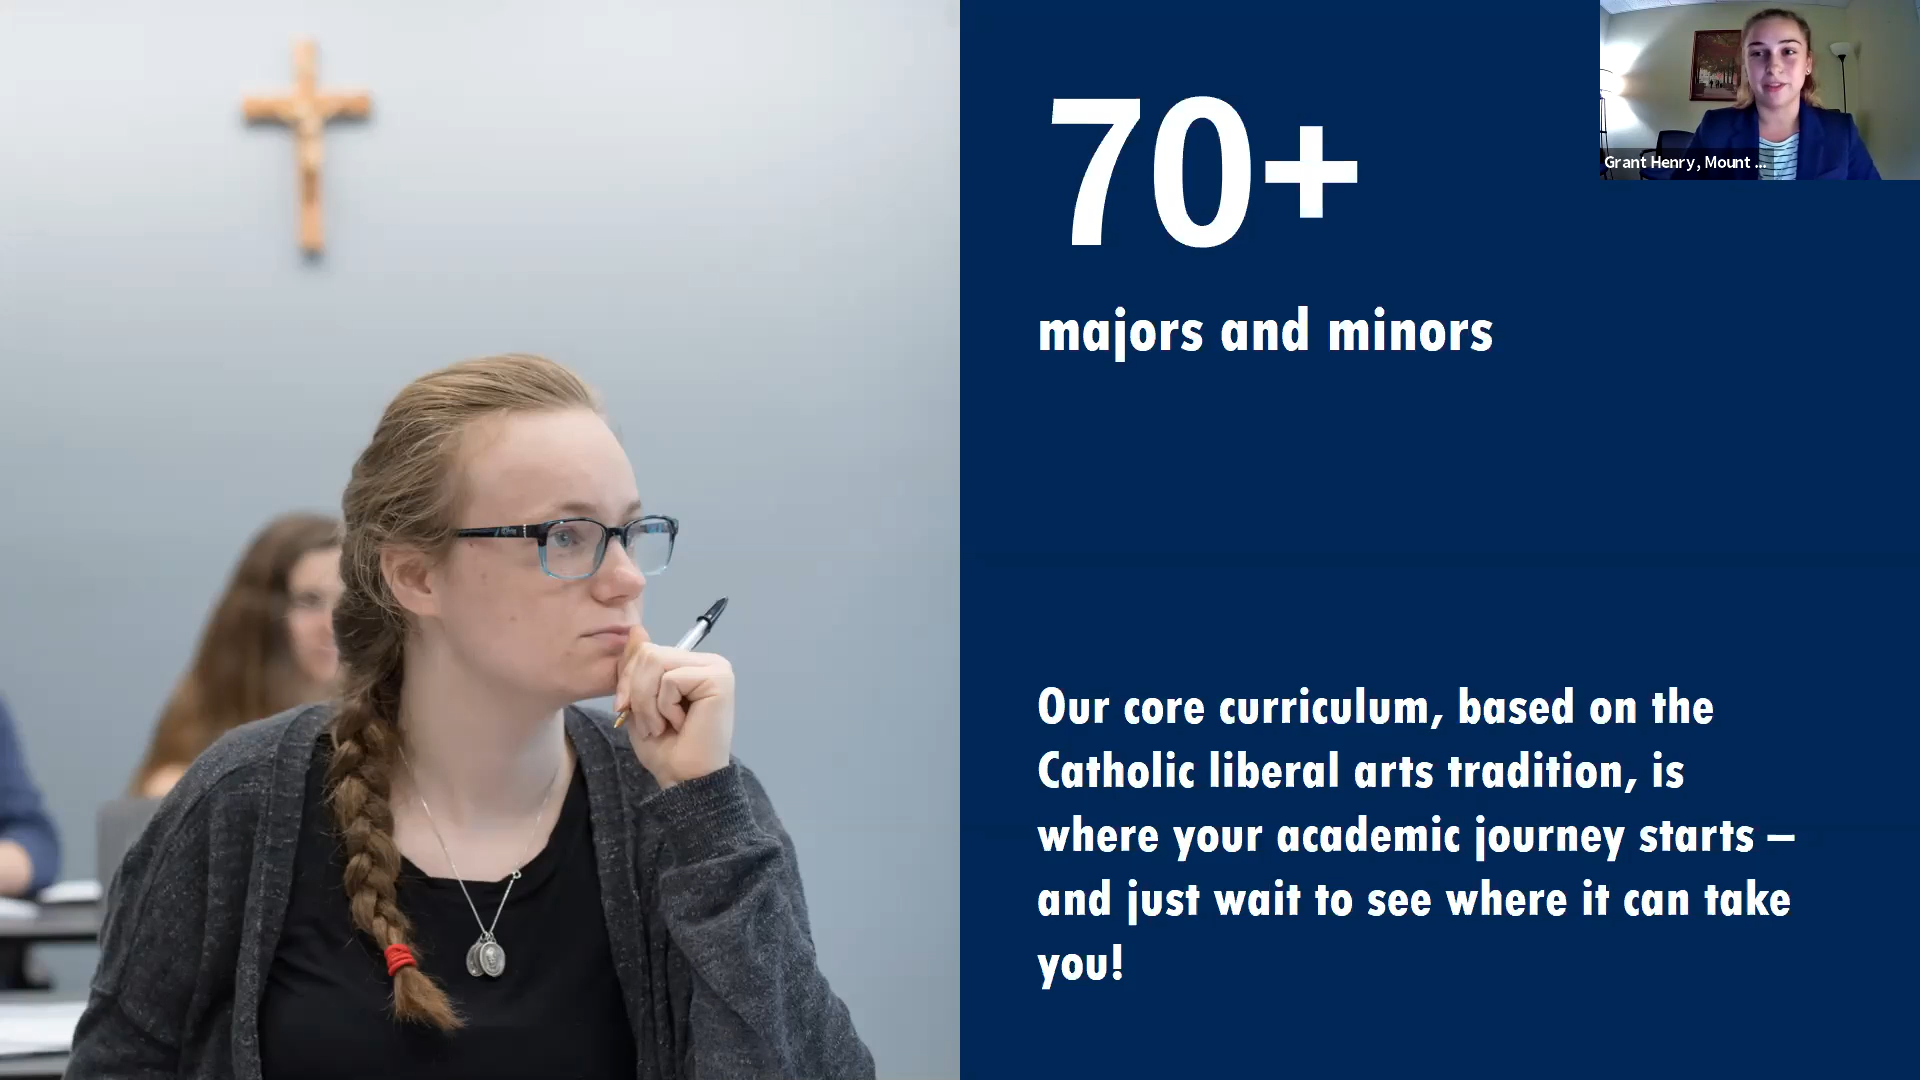 70+
Grant Henry, Mount ...
majors and minors
Our core curriculum, based on the
Catholic liberal arts tradition, is
where your academic journey starts –
and just wait to see where it can take
you!